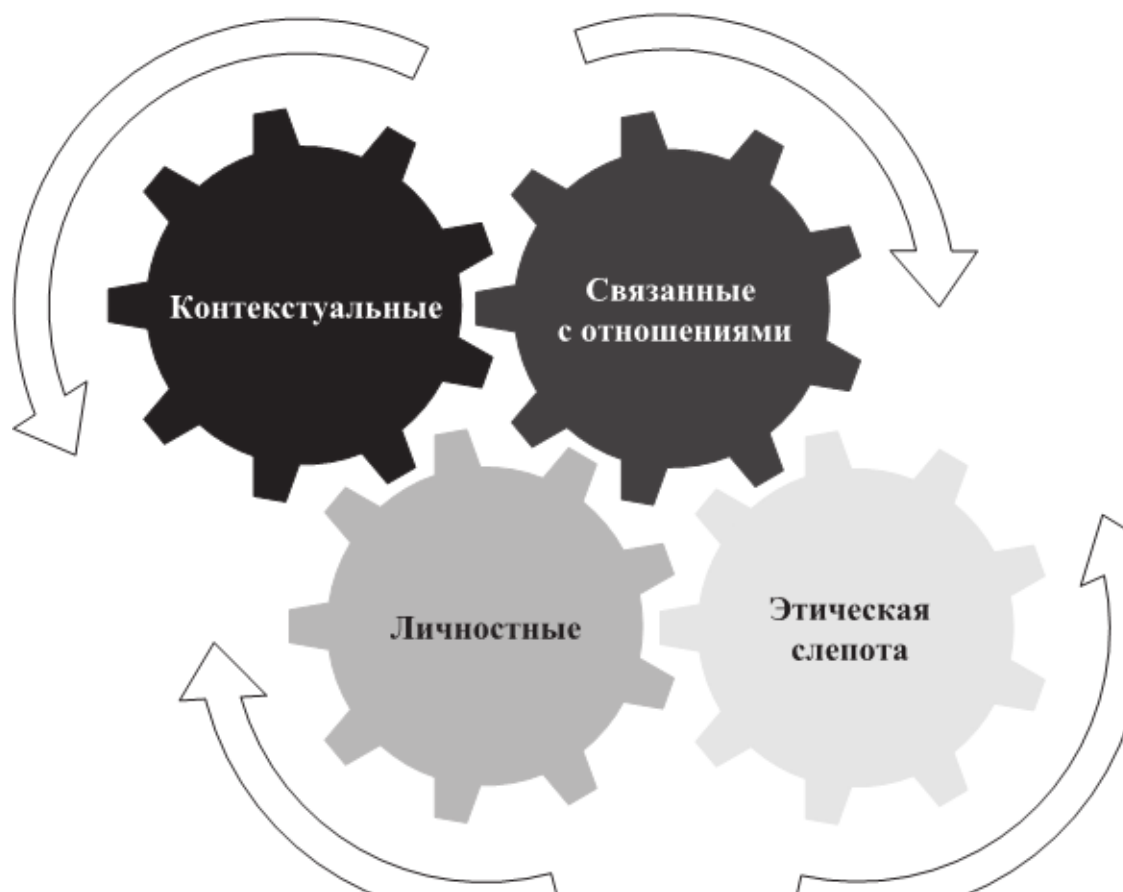 Контекстуальные
Связанные
с отношениями
Личностные
Этическая
слепота